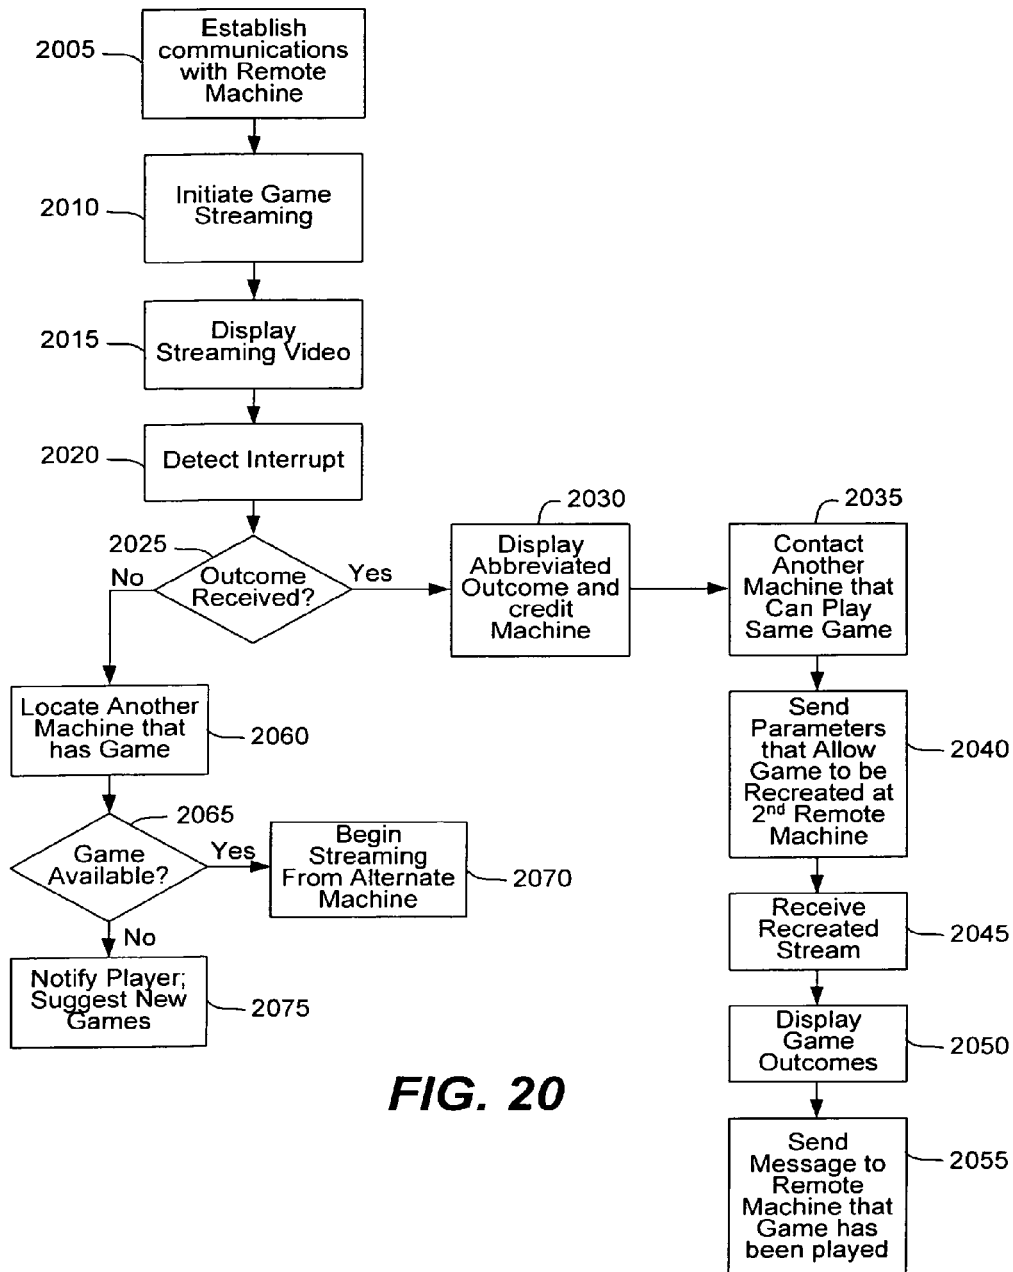 Establish
communications
with Remote
Machine
2005
Initiate Game
Streaming
2010
Display
Streaming Video
2015
Detect Interrupt
2020
2025
Outcome
Received?
No
Yes
2030
Display
Abbreviated
Outcome and
credit
Machine
2035
Contact
Another
Machine that
Can Play
Same Game
Send
Parameters
that Allow
Game to be
Recreated at
2nd Remote
Machine
2040
Receive
Recreated
Stream
2045
Display
Game
Outcomes
2050
Send
Message to
Remote
Machine that
Game has
been played
2055
Locate Another
Machine that
has Game
2060
2065
Game
Available?
Yes
Begin
Streaming
From Alternate
Machine
2070
No
Notify Player;
Suggest New
Games
2075
FIG. 20